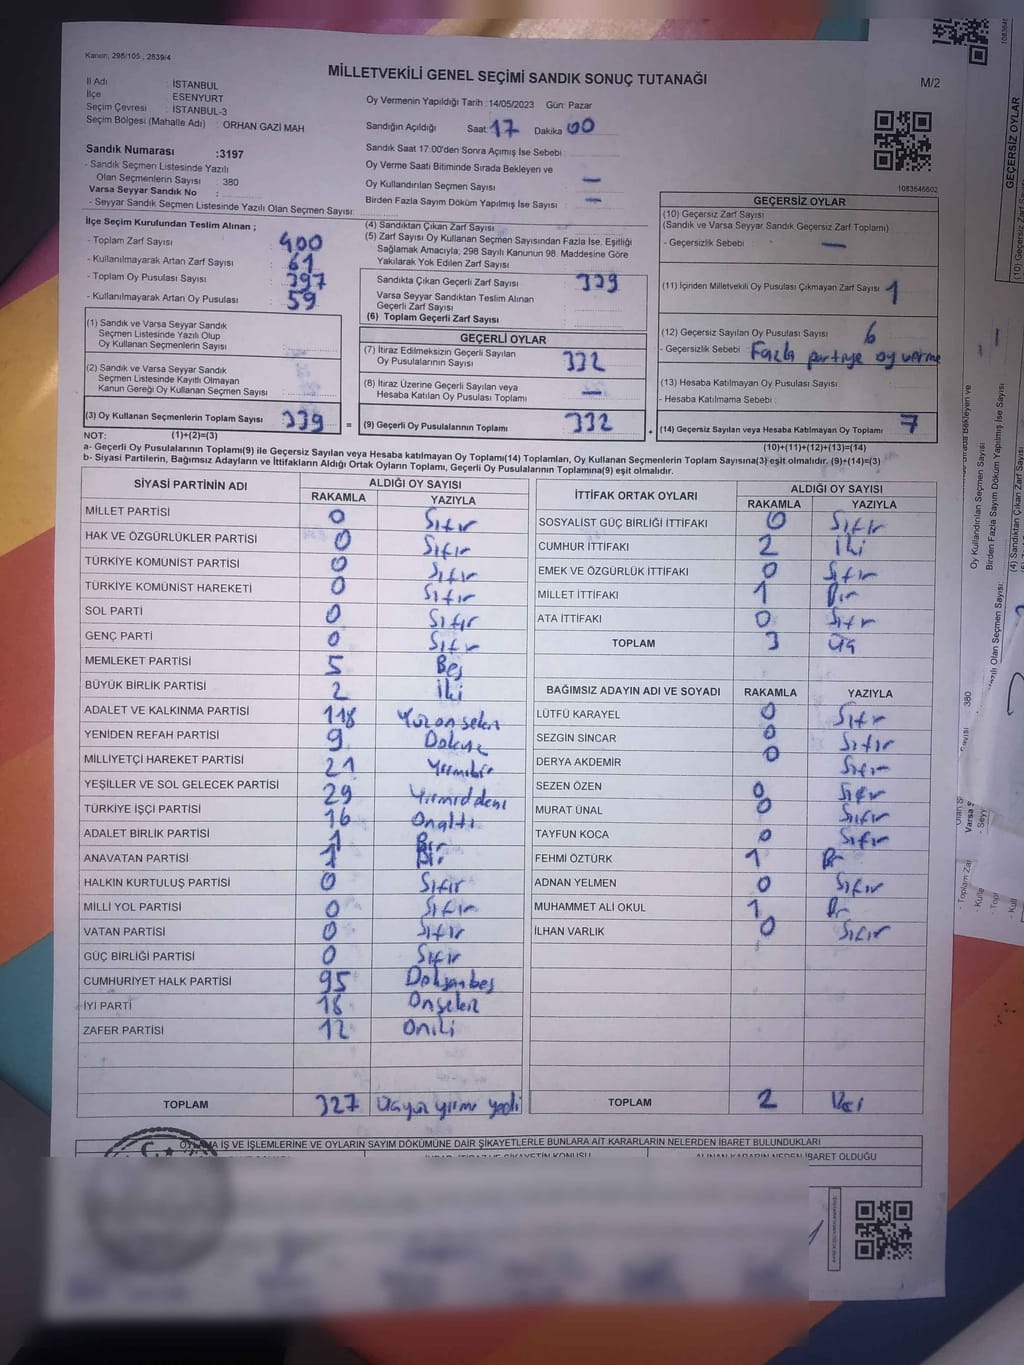 Kanun; 298/105 , 2839/4
MİLLETVEKİLİ GENEL SEÇİMİ SANDIK SONUÇ TUTANAĞI
M/2
İl Adı : İSTANBUL
İlçe : ESENYURT
Seçim Çevresi : İSTANBUL-3
Seçim Bölgesi (Mahalle Adı) : ORHAN GAZİ MAH
Oy Vermenin Yapıldığı Tarih :14/05/2023 Gün: Pazar
Sandığın Açıldığı Saat: 17 Dakika 00
Sandık Numarası :3197
- Sandık Seçmen Listesinde Yazılı
Olan Seçmenlerin Sayısı : 380
Varsa Seyyar Sandık No :
- Seyyar Sandık Seçmen Listesinde Yazılı Olan Seçmen Sayısı:
Sandık Saat 17:00'den Sonra Açımış İse Sebebi :
Oy Verme Saati Bitiminde Sırada Bekleyen ve
Oy Kullandırılan Seçmen Sayısı —
Birden Fazla Sayım Döküm Yapılmış İse Sayısı —
1083646602
İlçe Seçim Kurulundan Teslim Alınan ;
- Toplam Zarf Sayısı : 400
- Kullanılmayarak Artan Zarf Sayısı : 61
- Toplam Oy Pusulası Sayısı : 397
- Kullanılmayarak Artan Oy Pusulası : 59
(1) Sandık ve Varsa Seyyar Sandık
Seçmen Listesinde Yazılı Olup
Oy Kullanan Seçmenlerin Sayısı :
(2) Sandık ve Varsa Seyyar Sandık
Seçmen Listesinde Kayıtlı Olmayan
Kanun Gereği Oy Kullanan Seçmen Sayısı :
(3) Oy Kullanan Seçmenlerin Toplam Sayısı : 339
(4) Sandıktan Çıkan Zarf Sayısı :
(5) Zarf Sayısı Oy Kullanan Seçmen Sayısından Fazla İse, Eşitliği
Sağlamak Amacıyla, 298 Sayılı Kanunun 98. Maddesine Göre
Yakılarak Yok Edilen Zarf Sayısı
Sandıkta Çıkan Geçerli Zarf Sayısı : 339
Varsa Seyyar Sandıktan Teslim Alınan
Geçerli Zarf Sayısı :
(6) Toplam Geçerli Zarf Sayısı :
GEÇERLİ OYLAR
(7) İtiraz Edilmeksizin Geçerli Sayılan
Oy Pusulalarının Sayısı : 332
(8) İtiraz Üzerine Geçerli Sayılan veya
Hesaba Katılan Oy Pusulası Toplamı : —
= (9) Geçerli Oy Pusulalarının Toplamı : 332
GEÇERSİZ OYLAR
(10) Geçersiz Zarf Sayısı
(Sandık ve Varsa Seyyar Sandık Geçersiz Zarf Toplamı)
- Geçersizlik Sebebi : —
(11) İçinden Milletvekili Oy Pusulası Çıkmayan Zarf Sayısı : 1
(12) Geçersiz Sayılan Oy Pusulası Sayısı : 6
- Geçersizlik Sebebi : Fazla partiye oy verme
(13) Hesaba Katılmayan Oy Pusulası Sayısı :
- Hesaba Katılmama Sebebi :
+ (14) Geçersiz Sayılan veya Hesaba Katılmayan Oy Toplamı : 7
NOT: (1)+(2)=(3)
(10)+(11)+(12)+(13)=(14)
a- Geçerli Oy Pusulalarının Toplamı(9) ile Geçersiz Sayılan veya Hesaba katılmayan Oy Toplamı(14) Toplamları, Oy Kullanan Seçmenlerin Toplam Sayısına(3) eşit olmalıdır. (9)+(14)=(3)
b- Siyasi Partilerin, Bağımsız Adayların ve İttifakların Aldığı Ortak Oyların Toplamı, Geçerli Oy Pusulalarının Toplamına(9) eşit olmalıdır.
SİYASİ PARTİNİN ADI ALDIĞI OY SAYISI
RAKAMLA YAZIYLA
MİLLET PARTİSİ 0 Sıfır
HAK VE ÖZGÜRLÜKLER PARTİSİ 0 Sıfır
TÜRKİYE KOMÜNİST PARTİSİ 0 Sıfır
TÜRKİYE KOMÜNİST HAREKETİ 0 Sıfır
SOL PARTİ 0 Sıfır
GENÇ PARTİ 0 Sıfır
MEMLEKET PARTİSİ 5 Beş
BÜYÜK BİRLİK PARTİSİ 2 İki
ADALET VE KALKINMA PARTİSİ 118 Yüzonsekiz
YENİDEN REFAH PARTİSİ 9 Dokuz
MİLLİYETÇİ HAREKET PARTİSİ 21 Yirmibir
YEŞİLLER VE SOL GELECEK PARTİSİ 29
TÜRKİYE İŞÇİ PARTİSİ 16 Onaltı
ADALET BİRLİK PARTİSİ 1 Bir
ANAVATAN PARTİSİ 1 Bir
HALKIN KURTULUŞ PARTİSİ 0 Sıfır
MİLLİ YOL PARTİSİ 0 Sıfır
VATAN PARTİSİ 0 Sıfır
GÜÇ BİRLİĞİ PARTİSİ 0 Sıfır
CUMHURİYET HALK PARTİSİ 95 Doksanbeş
İYİ PARTİ 18 Onsekiz
ZAFER PARTİSİ 12 Oniki
TOPLAM 327 Üçyüz yirmi yedi
İTTİFAK ORTAK OYLARI ALDIĞI OY SAYISI
RAKAMLA YAZIYLA
SOSYALİST GÜÇ BİRLİĞİ İTTİFAKI 0 Sıfır
CUMHUR İTTİFAKI 2 İki
EMEK VE ÖZGÜRLÜK İTTİFAKI 0 Sıfır
MİLLET İTTİFAKI 1 Bir
ATA İTTİFAKI 0 Sıfır
TOPLAM 3 Üç
BAĞIMSIZ ADAYIN ADI VE SOYADI RAKAMLA YAZIYLA
LÜTFÜ KARAYEL 0 Sıfır
SEZGİN SİNCAR 0 Sıfır
DERYA AKDEMİR 0 Sıfır
SEZEN ÖZEN 0 Sıfır
MURAT ÜNAL 0 Sıfır
TAYFUN KOCA 0 Sıfır
FEHMİ ÖZTÜRK 1 Bir
ADNAN YELMEN 0 Sıfır
MUHAMMET ALİ OKUL 1 Bir
İLHAN VARLIK 0 Sıfır
TOPLAM 2 İki
OYLAMA İŞ VE İŞLEMLERİNE VE OYLARIN SAYIM DÖKÜMÜNE DAİR ŞİKAYETLERLE BUNLARA AİT KARARLARIN NELERDEN İBARET BULUNDUKLARI
ALINAN KARARIN NEDEN İBARET OLDUĞU
GEÇERSİZ OYLAR
Oy Kullandırılan Seçmen Sayısı
Birden Fazla Sayım Döküm Yapılmış İse Sayısı
380